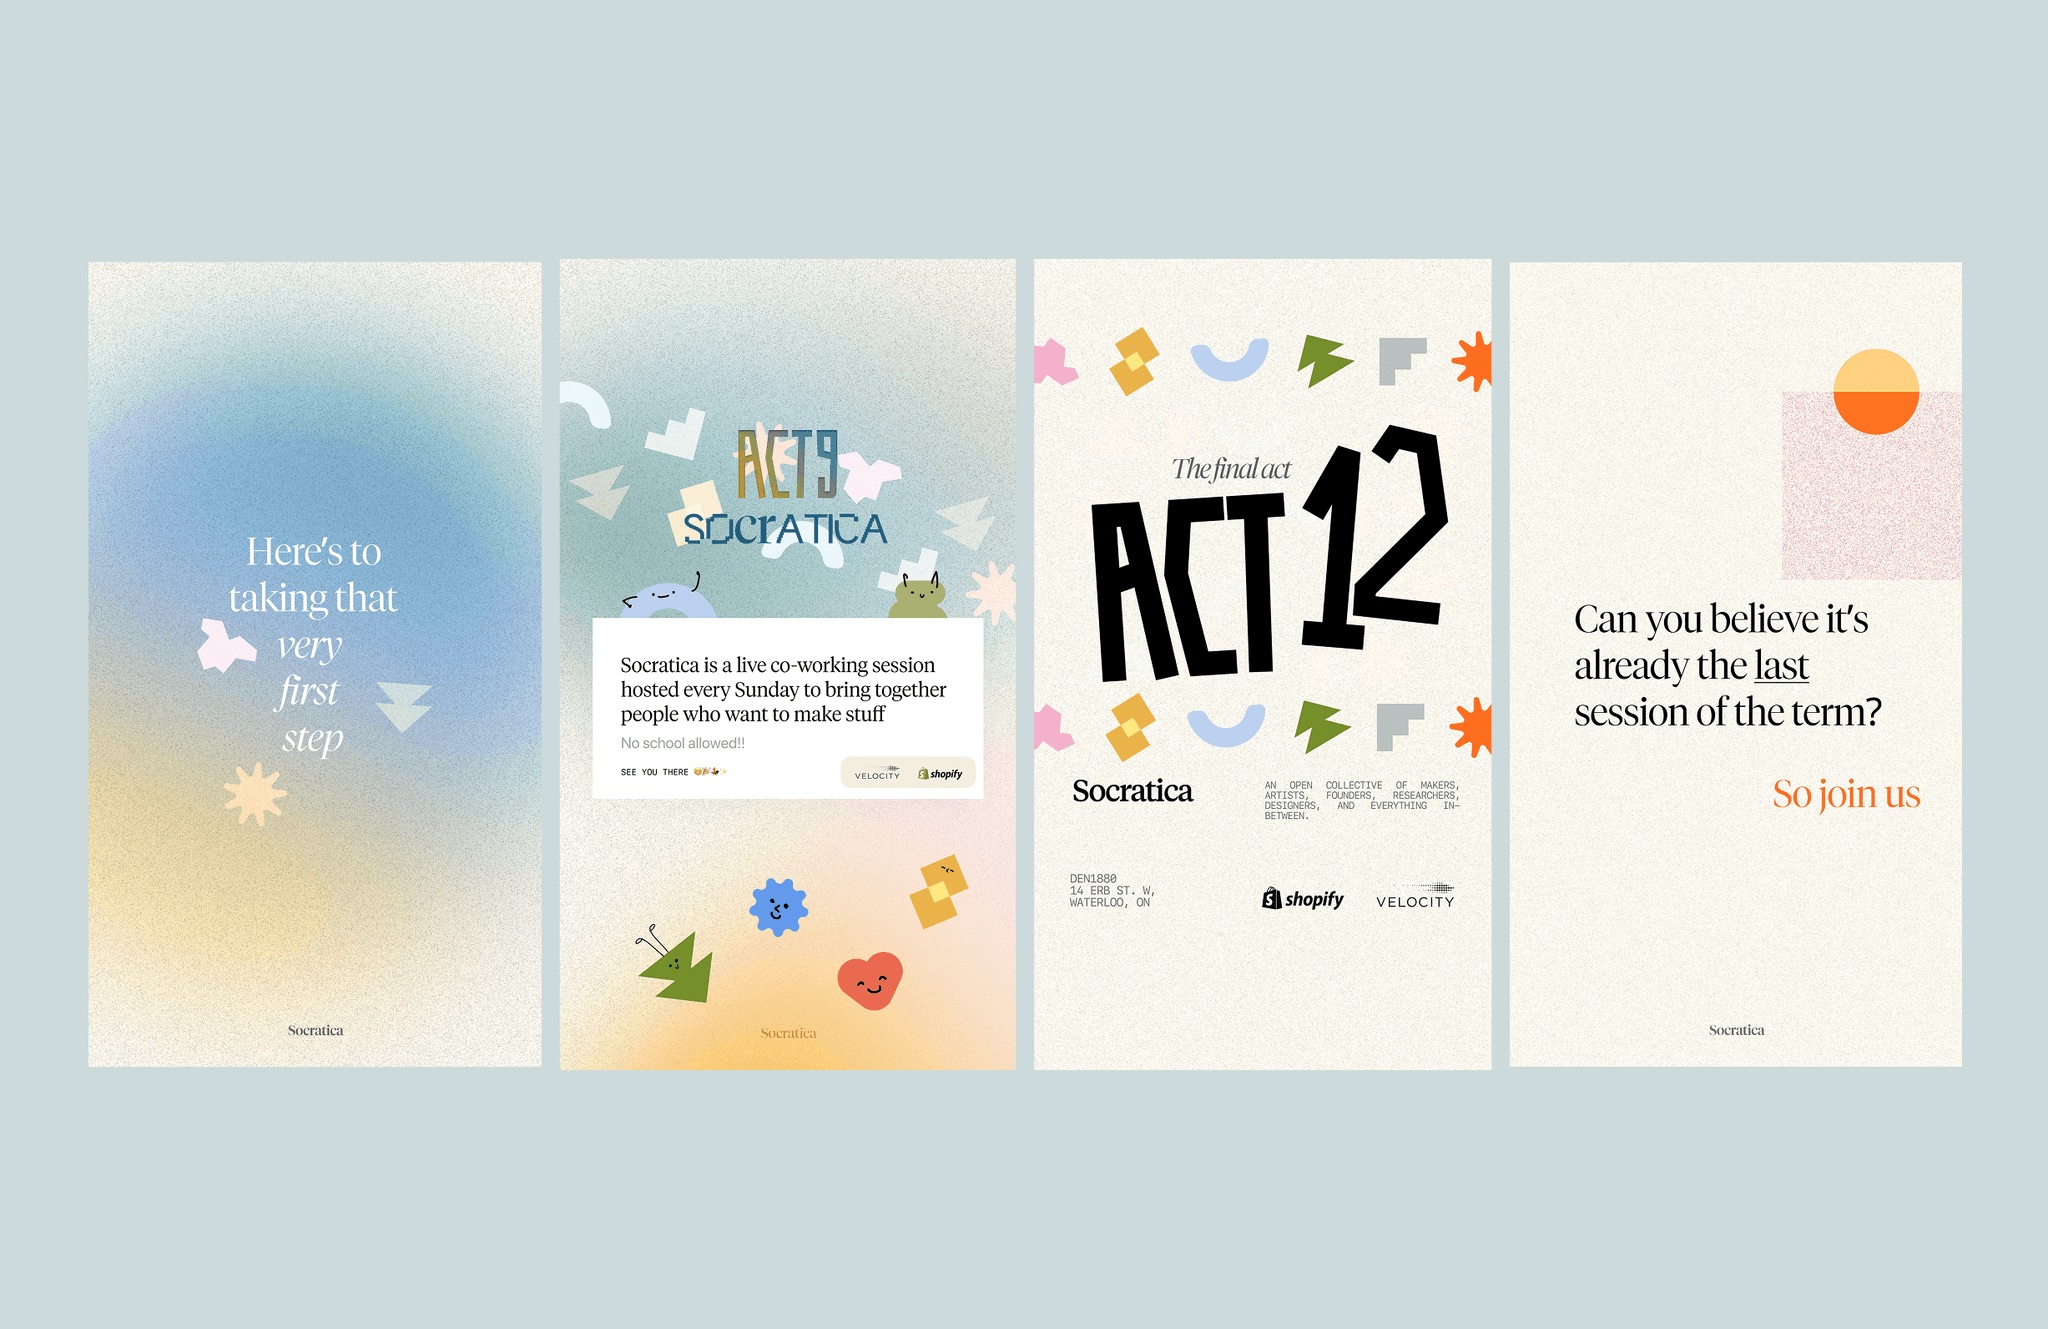 Here's to
taking that
very
first
step
Socratica
ACT9
SOcrATICA
Socratica is a live co-working session
hosted every Sunday to bring together
people who want to make stuff
No school allowed!!
SEE YOU THERE
VELOCITY
shopify
Socratica
The final act
ACT12
Socratica
AN OPEN COLLECTIVE OF MAKERS,
ARTISTS, FOUNDERS, RESEARCHERS,
DESIGNERS, AND EVERYTHING IN-
BETWEEN.
DEN1880
14 ERB ST. W,
WATERLOO, ON
shopify
VELOCITY
Can you believe it's
already the last
session of the term?
So join us
Socratica